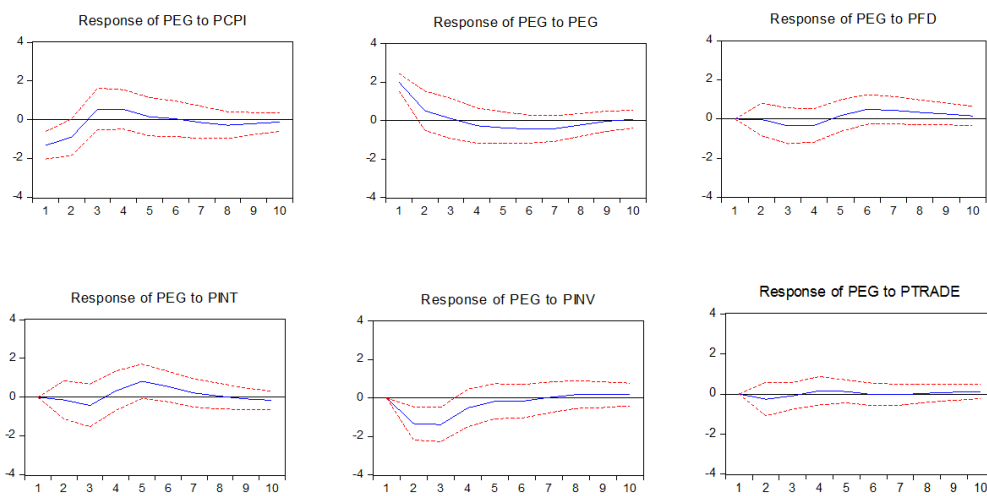 Response of PEG to PCPI
4
2
0
-2
-4
1 2 3 4 5 6 7 8 9 10
Response of PEG to PEG
4
2
0
-2
-4
1 2 3 4 5 6 7 8 9 10
Response of PEG to PFD
4
2
0
-2
-4
1 2 3 4 5 6 7 8 9 10
Response of PEG to PINT
4
2
0
-2
-4
1 2 3 4 5 6 7 8 9 10
Response of PEG to PINV
4
2
0
-2
-4
1 2 3 4 5 6 7 8 9 10
Response of PEG to PTRADE
4
2
0
-2
-4
1 2 3 4 5 6 7 8 9 10